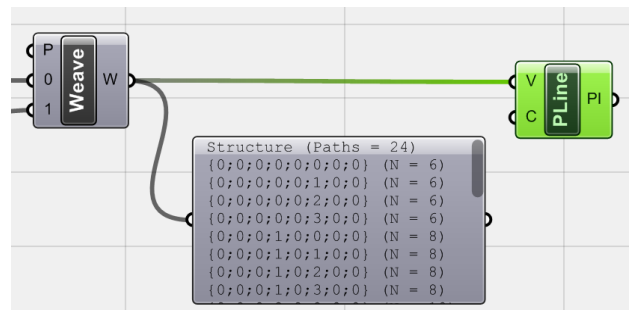 P
0
1
Weave
W
V
C
PLine
Pl
Structure (Paths = 24)
{0;0;0;0;0;0;0;0} (N = 6)
{0;0;0;0;0;1;0;0} (N = 6)
{0;0;0;0;0;2;0;0} (N = 6)
{0;0;0;0;0;3;0;0} (N = 6)
{0;0;0;1;0;0;0;0} (N = 8)
{0;0;0;1;0;1;0;0} (N = 8)
{0;0;0;1;0;2;0;0} (N = 8)
{0;0;0;1;0;3;0;0} (N = 8)